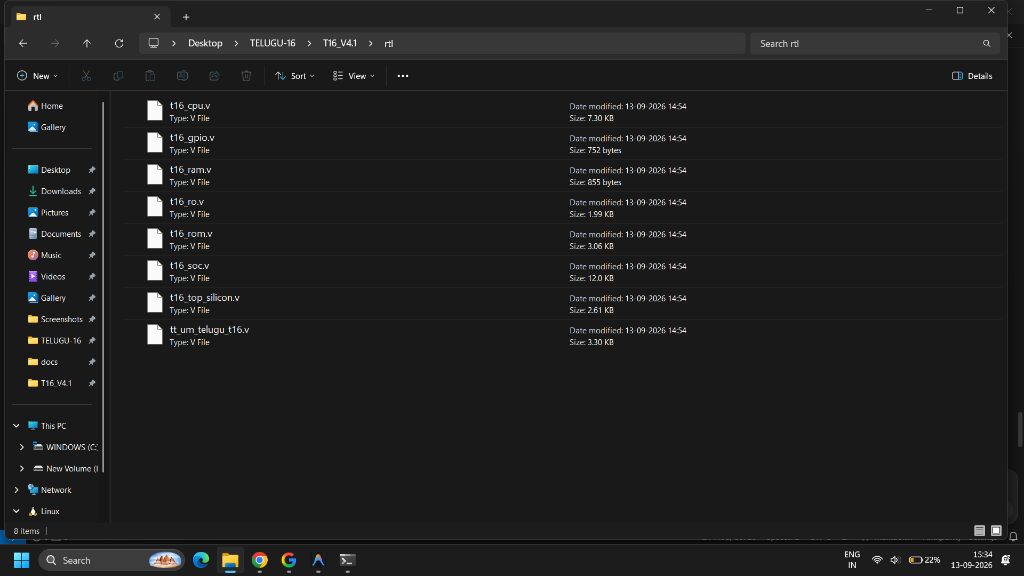 rtl
Desktop > TELUGU-16 > T16_V4.1 > rtl
Search rtl
New
Sort
View
Details
Home
Gallery
Desktop
Downloads
Pictures
Documents
Music
Videos
Gallery
Screenshots
TELUGU-16
docs
T16_V4.1
This PC
WINDOWS (C:
New Volume (
Network
Linux
t16_cpu.v
Type: V File
Date modified: 13-09-2026 14:54
Size: 7.30 KB
t16_gpio.v
Type: V File
Date modified: 13-09-2026 14:54
Size: 752 bytes
t16_ram.v
Type: V File
Date modified: 13-09-2026 14:54
Size: 855 bytes
t16_ro.v
Type: V File
Date modified: 13-09-2026 14:54
Size: 1.99 KB
t16_rom.v
Type: V File
Date modified: 13-09-2026 14:54
Size: 3.06 KB
t16_soc.v
Type: V File
Date modified: 13-09-2026 14:54
Size: 12.0 KB
t16_top_silicon.v
Type: V File
Date modified: 13-09-2026 14:54
Size: 2.61 KB
tt_um_telugu_t16.v
Type: V File
Date modified: 13-09-2026 14:54
Size: 3.30 KB
8 items
Search
ENG
IN
22%
15:34
13-09-2026